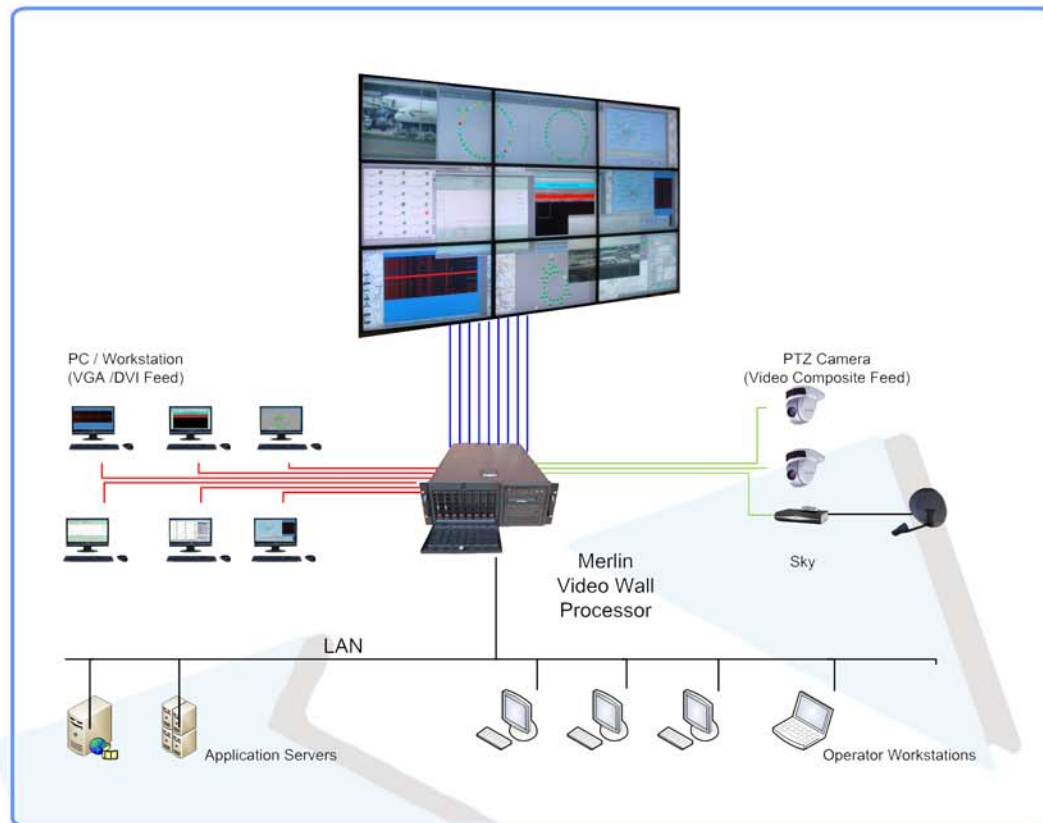 PC / Workstation
(VGA /DVI Feed)
PTZ Camera
(Video Composite Feed)
Sky
Merlin
Video Wall
Processor
LAN
Application Servers
Operator Workstations